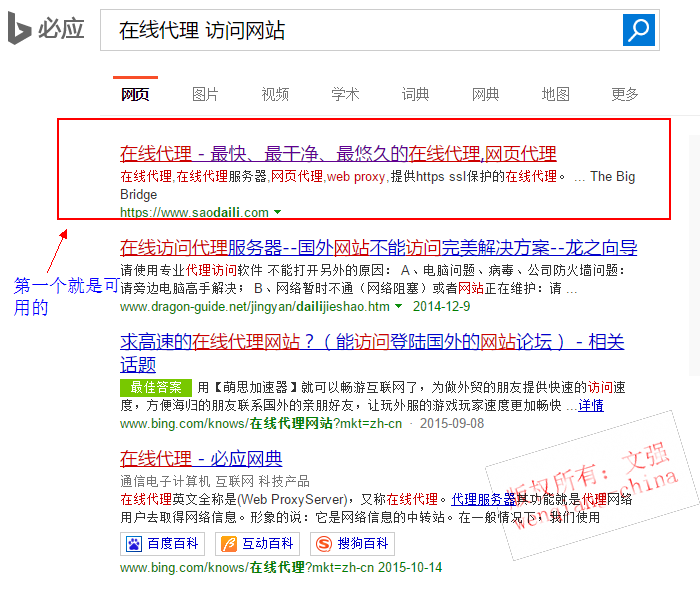 必应
在线代理 访问网站
网页 图片 视频 学术 词典 网典 地图 更多
在线代理 - 最快、最干净、最悠久的在线代理,网页代理
在线代理,在线代理服务器,网页代理,web proxy,提供https ssl保护的在线代理。 ... The Big
Bridge
https://www.saodaili.com
第一个就是可
用的
在线访问代理服务器--国外网站不能访问完美解决方案--龙之向导
请使用专业代理访问软件 不能打开另外的原因： A、电脑问题、病毒、公司防火墙问题：
请旁边电脑高手解决； B、网络暂时不通（网络阻塞）或者网站正在维护：请 ...
www.dragon-guide.net/jingyan/dailijieshao.htm 2014-12-9
求高速的在线代理网站？（能访问登陆国外的网站论坛） - 相关
话题
最佳答案 用【萌思加速器】就可以畅游互联网了，为做外贸的朋友提供快速的访问速
度，方便海归的朋友联系国外的亲朋好友，让玩外服的游戏玩家速度更加畅快 ...详情
www.bing.com/knows/在线代理网站?mkt=zh-cn · 2015-09-08
在线代理 - 必应网典
通信电子计算机 互联网 科技产品
在线代理英文全称是(Web ProxyServer)，又称在线代理。代理服务器其功能就是代理网络
用户去取得网络信息。形象的说：它是网络信息的中转站。在一般情况下，我们使用
百度百科 互动百科 搜狗百科
www.bing.com/knows/在线代理?mkt=zh-cn 2015-10-14
版权所有：文强
wenqiang.china